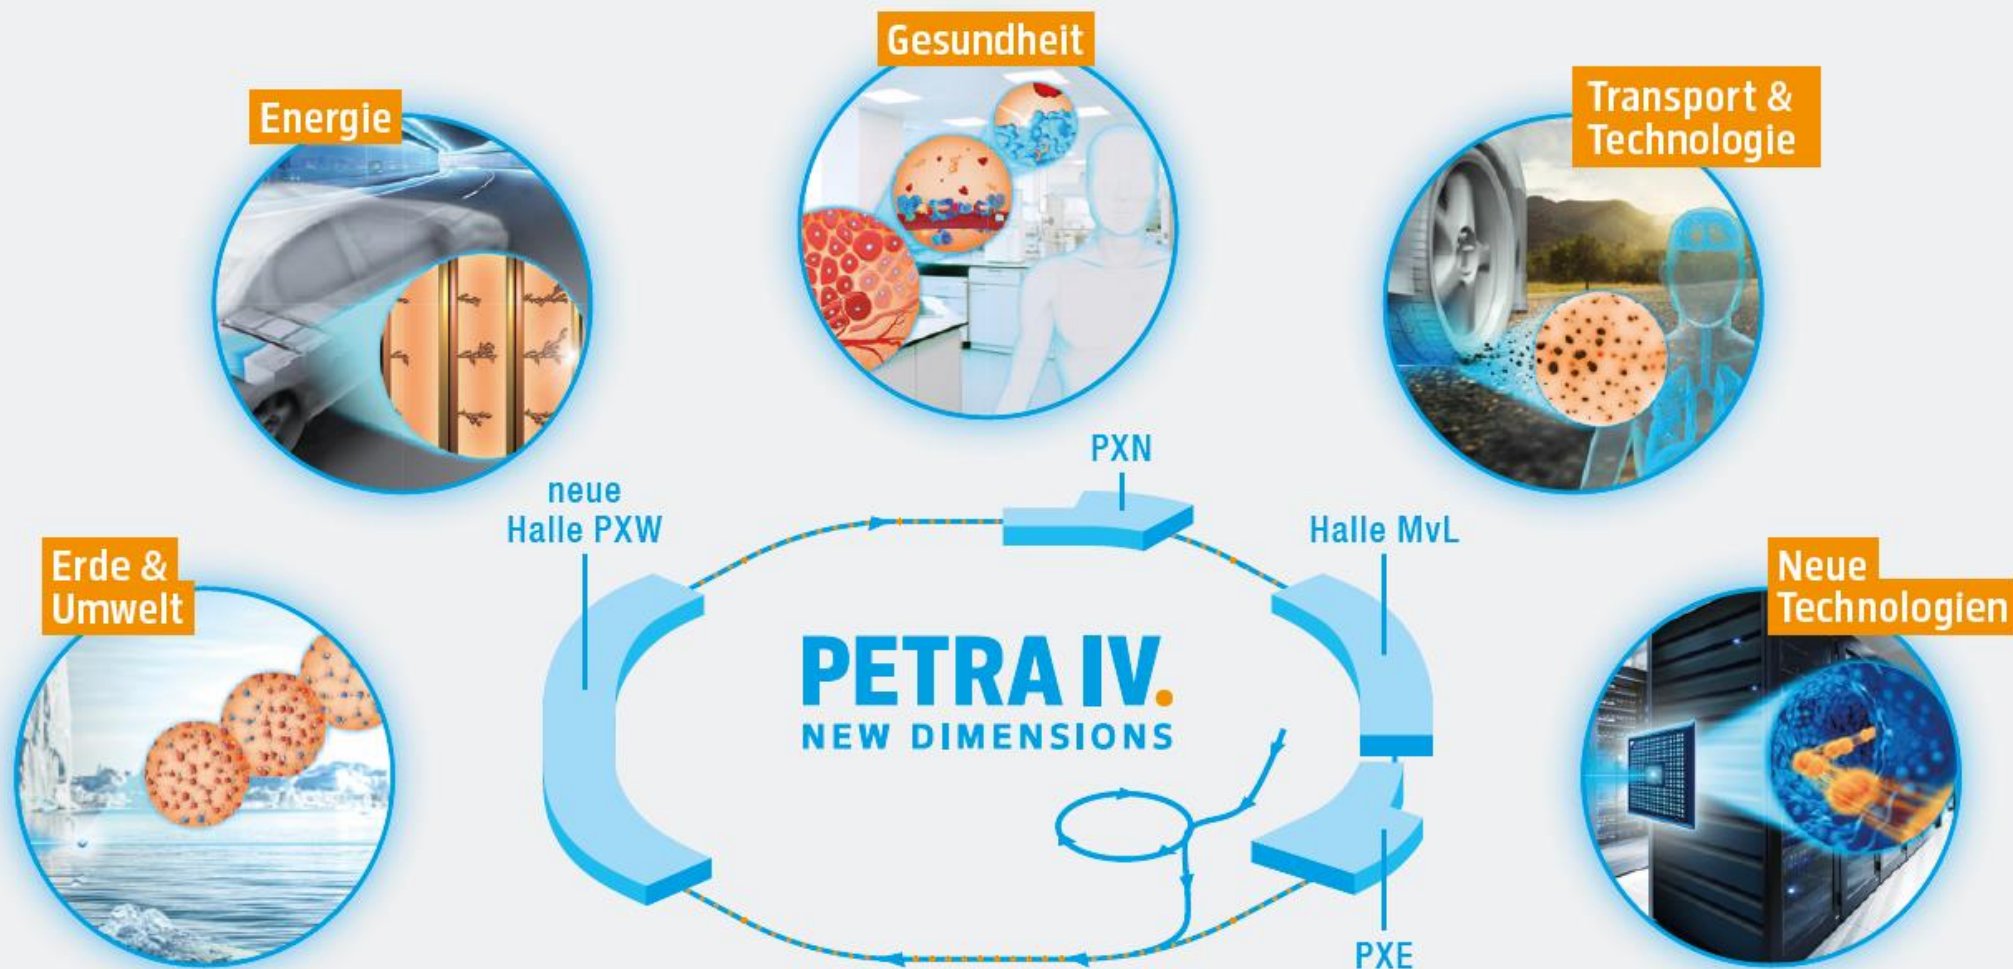 Gesundheit
Energie
Transport &
Technologie
PXN
neue
Halle PXW
Halle MvL
Erde &
Umwelt
Neue
Technologien
PETRA IV.
NEW DIMENSIONS
PXE